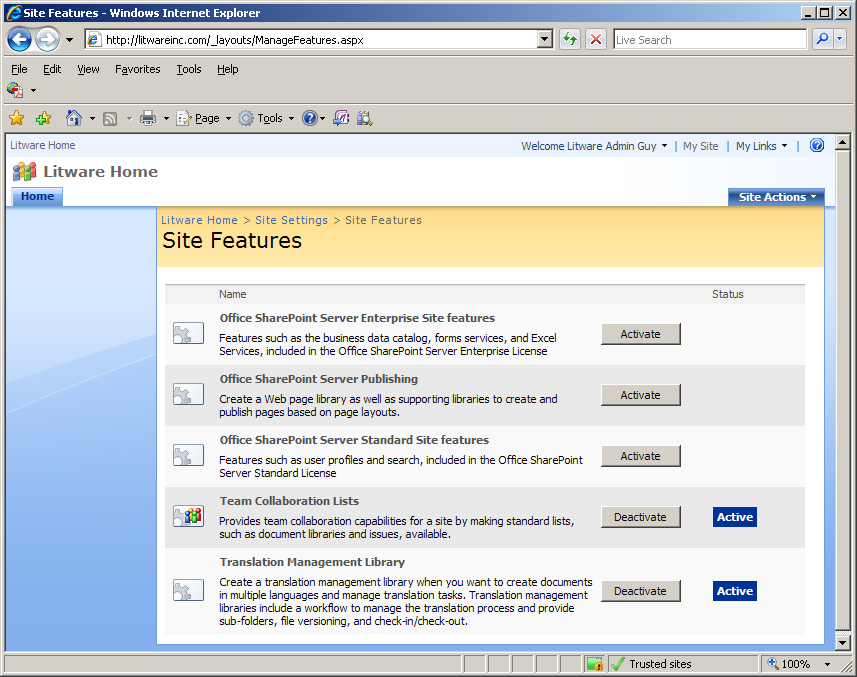 Site Features - Windows Internet Explorer
http://litwareinc.com/_layouts/ManageFeatures.aspx
Live Search
File Edit View Favorites Tools Help
Page Tools
Litware Home
Welcome Litware Admin Guy | My Site | My Links |
Litware Home
Home
Site Actions
Litware Home > Site Settings > Site Features
Site Features
Name Status
Office SharePoint Server Enterprise Site features
Features such as the business data catalog, forms services, and Excel
Services, included in the Office SharePoint Server Enterprise License
Activate
Office SharePoint Server Publishing
Create a Web page library as well as supporting libraries to create and
publish pages based on page layouts.
Activate
Office SharePoint Server Standard Site features
Features such as user profiles and search, included in the Office SharePoint
Server Standard License
Activate
Team Collaboration Lists
Provides team collaboration capabilities for a site by making standard lists,
such as document libraries and issues, available.
Deactivate Active
Translation Management Library
Create a translation management library when you want to create documents
in multiple languages and manage translation tasks. Translation management
libraries include a workflow to manage the translation process and provide
sub-folders, file versioning, and check-in/check-out.
Deactivate Active
Trusted sites 100%